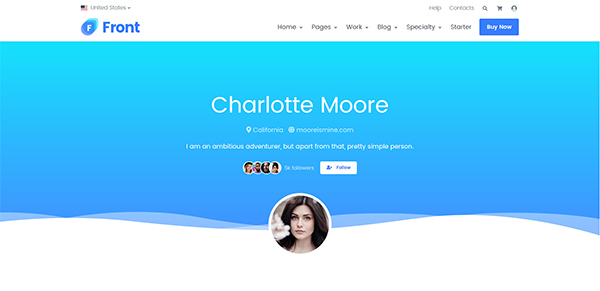 United States
Help Contacts
F Front
Home Pages Work Blog Specialty Starter Buy Now
Charlotte Moore
California mooreismine.com
I am an ambitious adventurer, but apart from that, pretty simple person.
5k followers Follow